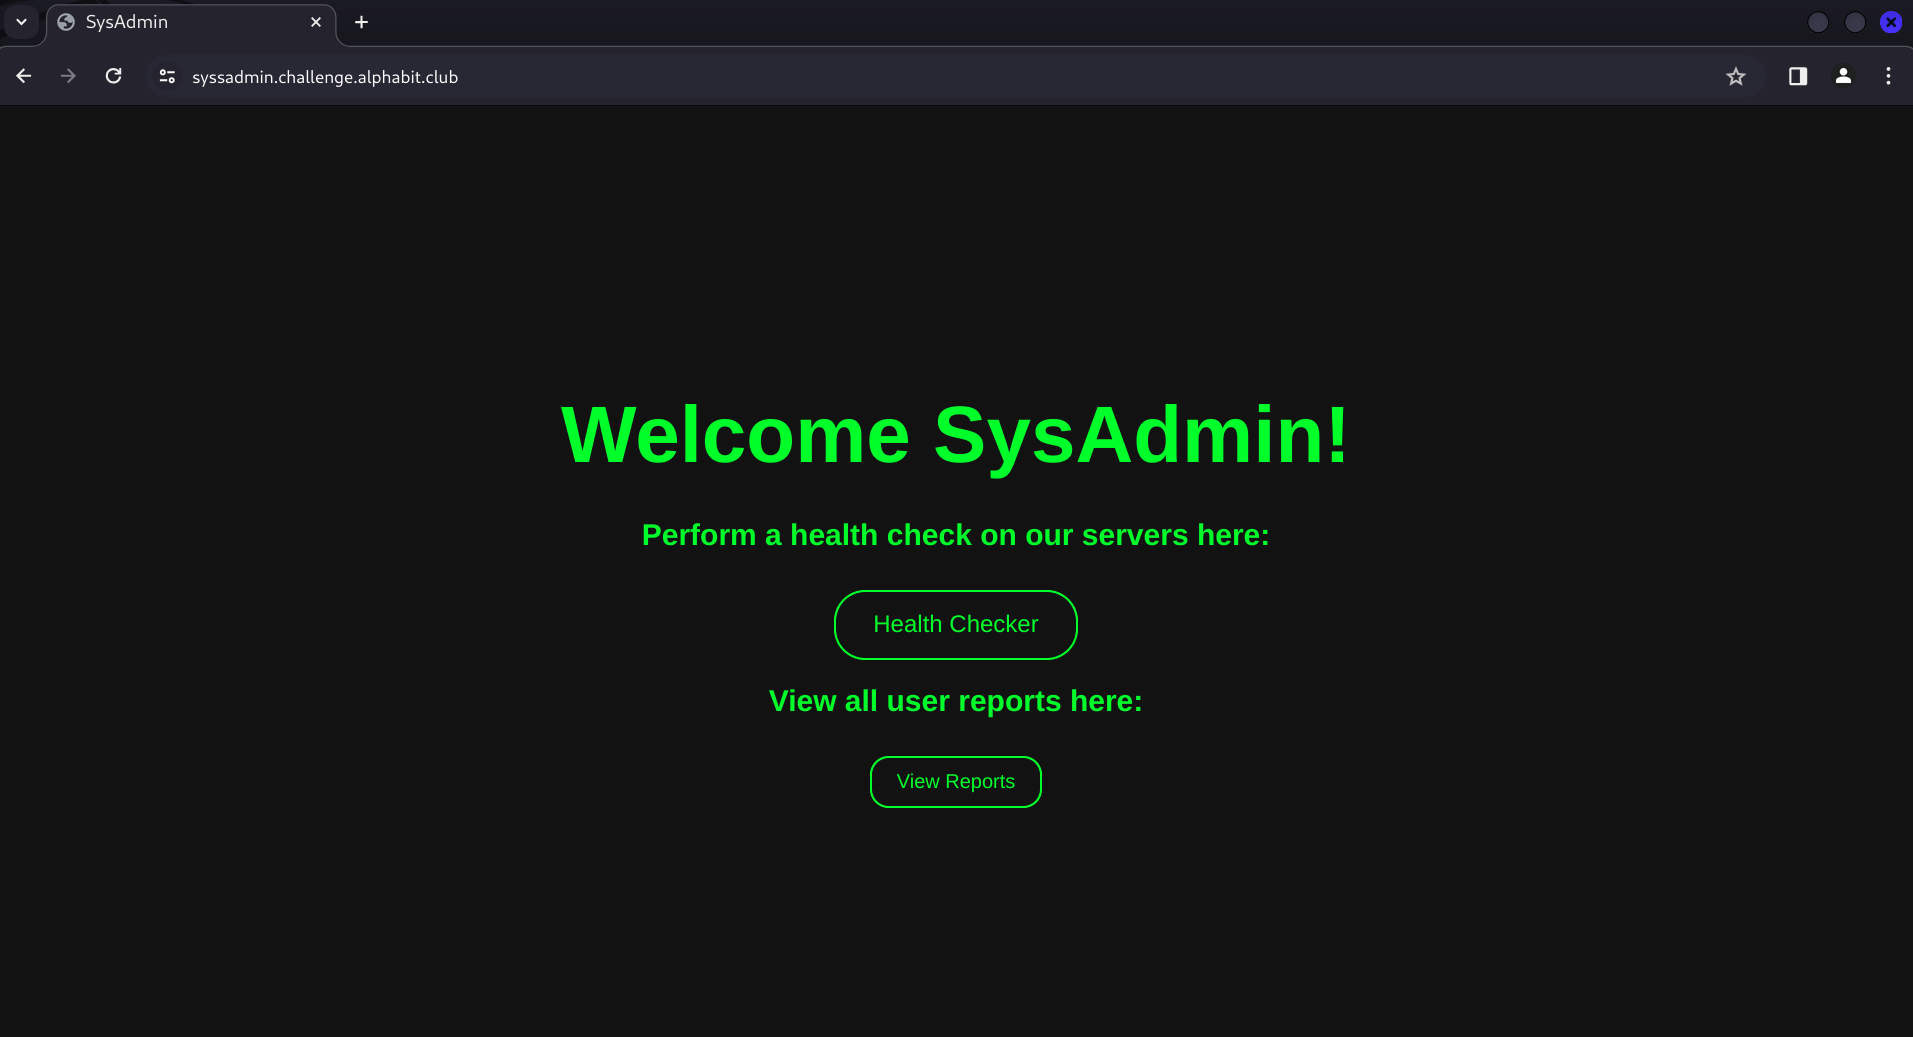 SysAdmin
syssadmin.challenge.alphabit.club
Welcome SysAdmin!
Perform a health check on our servers here:
Health Checker
View all user reports here:
View Reports